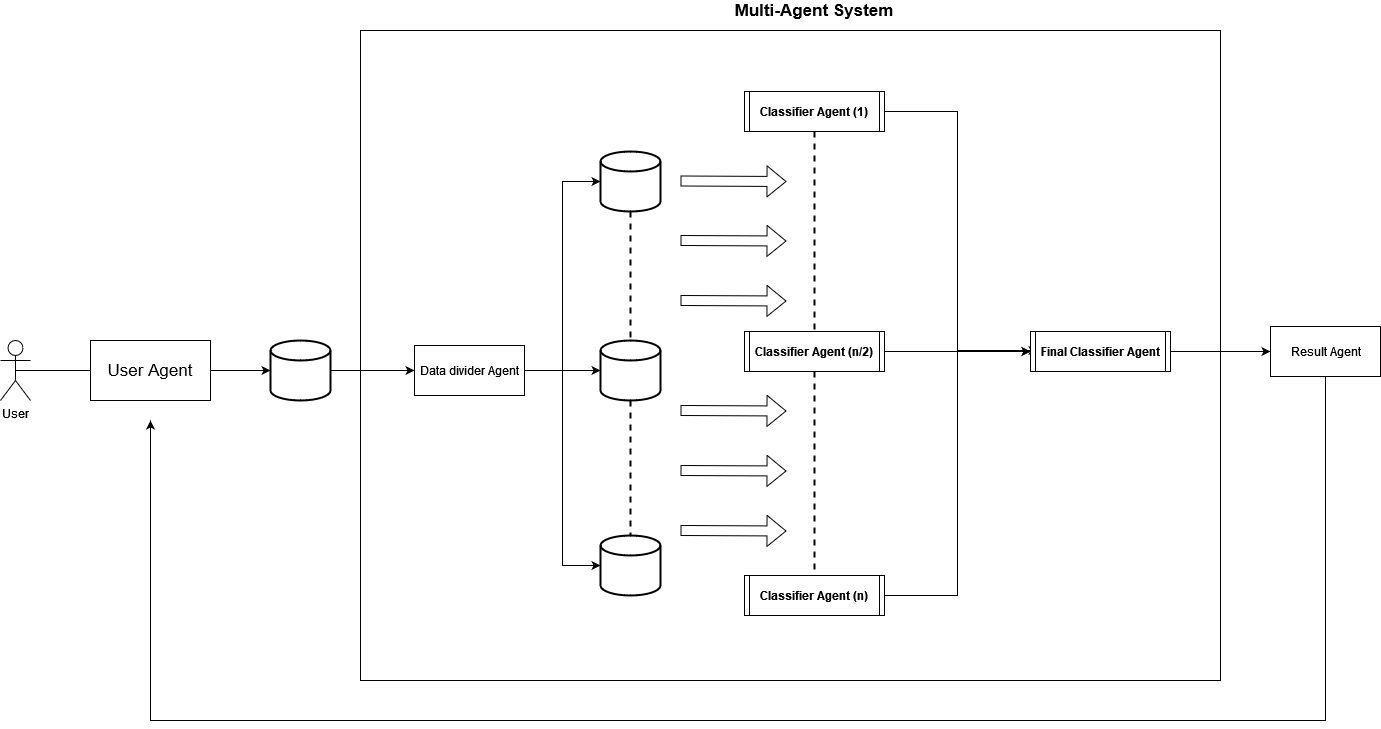 Multi-Agent System
Classifier Agent (1)
Classifier Agent (n/2)
Final Classifier Agent
Result Agent
User Agent
Data divider Agent
User
Classifier Agent (n)